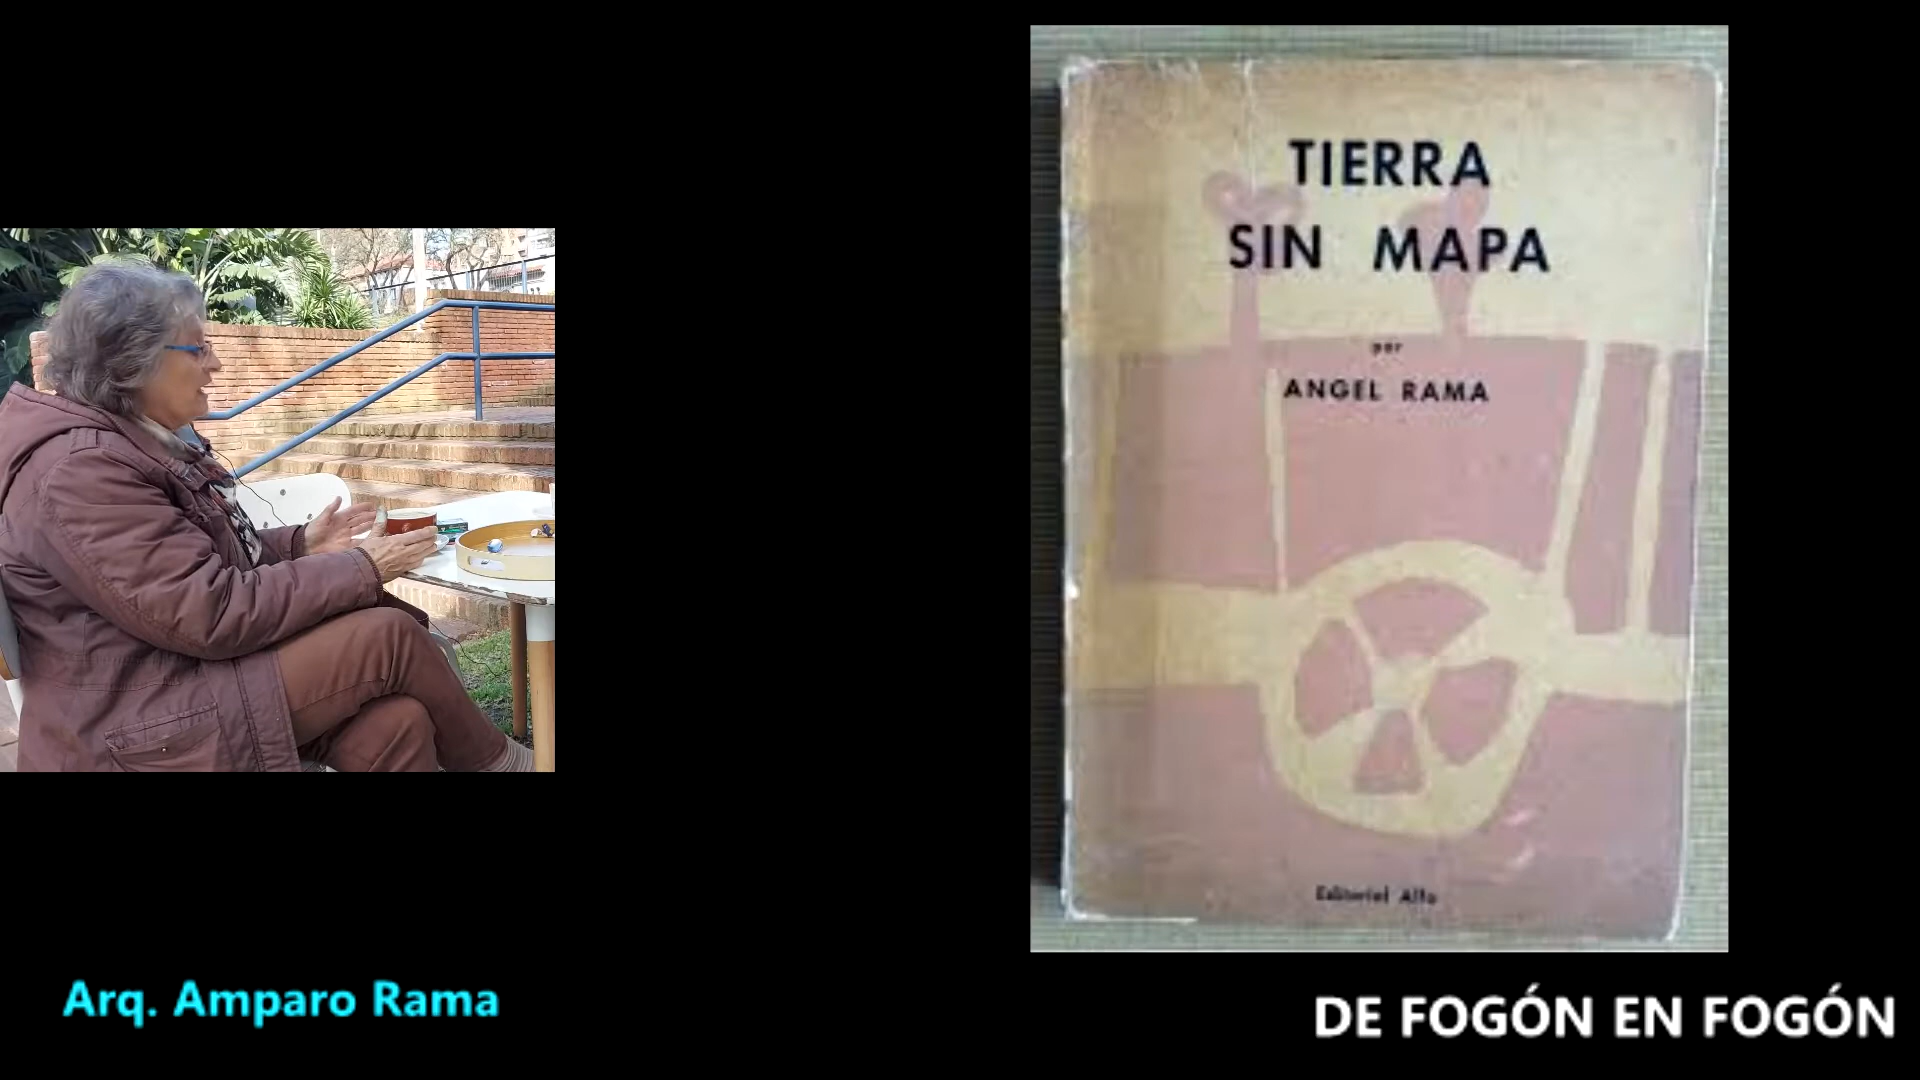 TIERRA
SIN MAPA
por
ANGEL RAMA
Editorial Alfa
Arq. Amparo Rama
DE FOGÓN EN FOGÓN